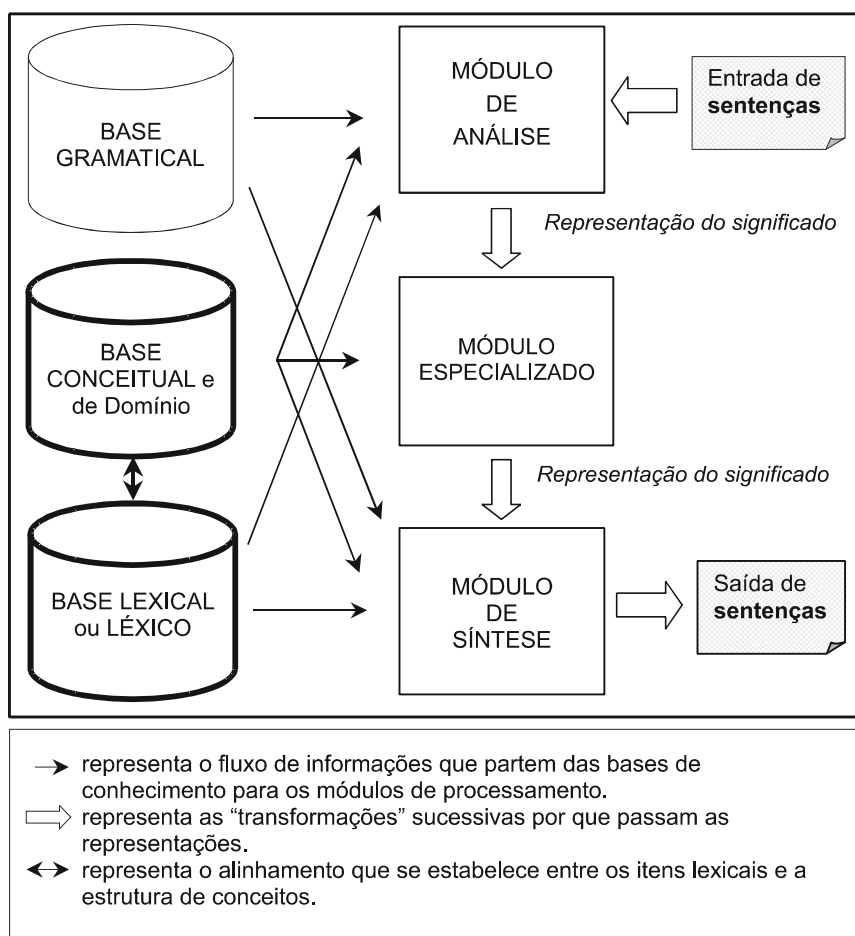 BASE
GRAMATICAL
BASE
CONCEITUAL e
de Domínio
BASE LEXICAL
ou LÉXICO
MÓDULO
DE
ANÁLISE
Entrada de
sentenças
Representação do significado
MÓDULO
ESPECIALIZADO
Representação do significado
MÓDULO
DE
SÍNTESE
Saída de
sentenças
representa o fluxo de informações que partem das bases de
conhecimento para os módulos de processamento.
representa as “transformações” sucessivas por que passam as
representações.
representa o alinhamento que se estabelece entre os itens lexicais e a
estrutura de conceitos.